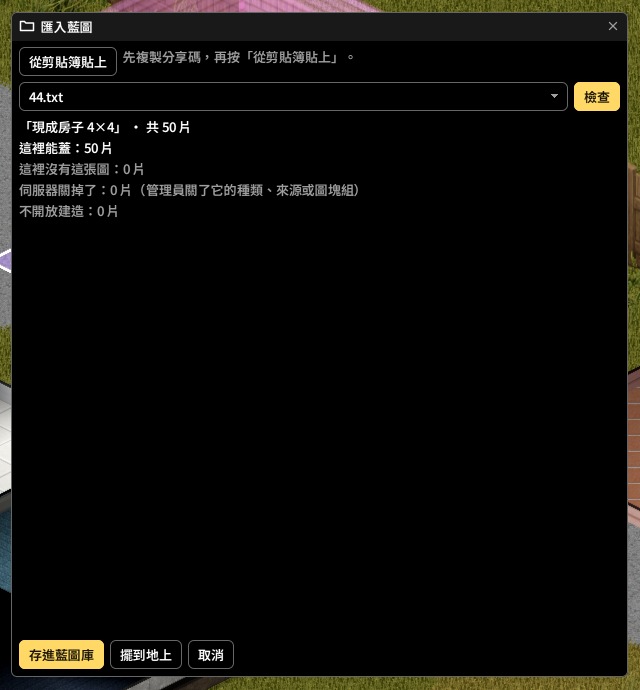 匯入藍圖
從剪貼簿貼上 先複製分享碼，再按「從剪貼簿貼上」。
44.txt 檢查
「現成房子 4×4」 · 共 50 片
這裡能蓋：50 片
這裡沒有這張圖：0 片
伺服器關掉了：0 片（管理員關了它的種類、來源或圖塊組）
不開放建造：0 片
存進藍圖庫 擺到地上 取消